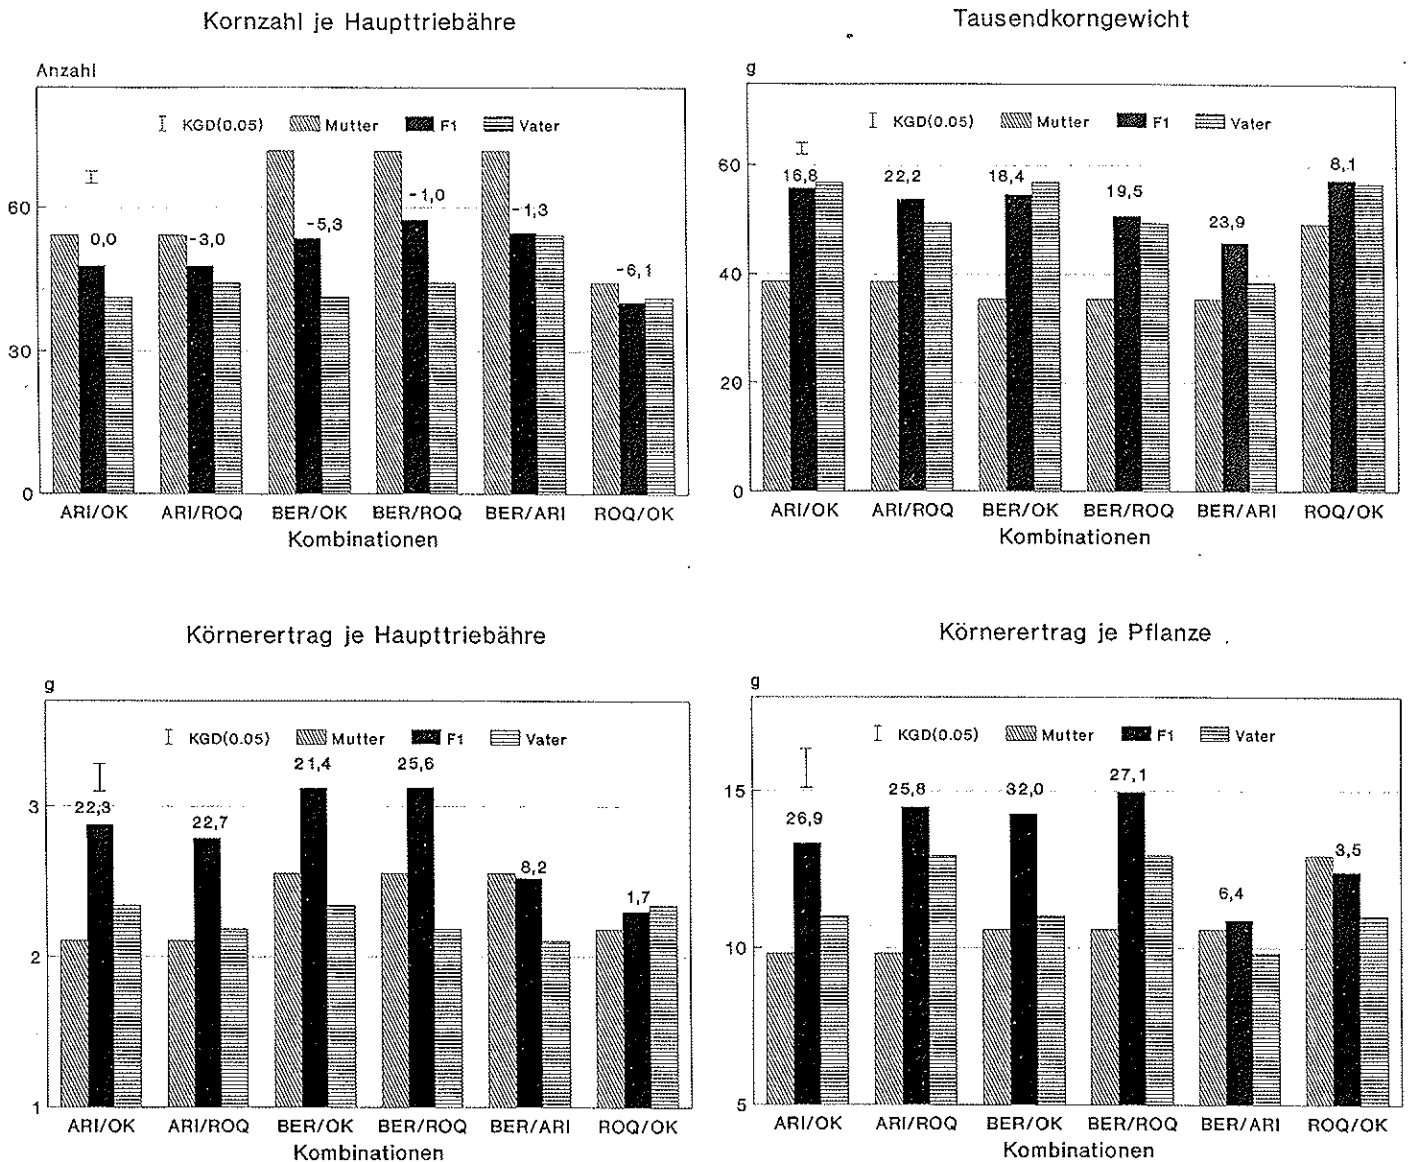 Kornzahl je Haupttriebähre
Anzahl
KGD(0.05) Mutter F1 Vater
60
30
0
0,0 -3,0 -5,3 -1,0 -1,3 -6,1
ARI/OK ARI/ROQ BER/OK BER/ROQ BER/ARI ROQ/OK
Kombinationen
Tausendkorngewicht
g
KGD(0.05) Mutter F1 Vater
60
40
20
0
16,8 22,2 18,4 19,5 23,9 8,1
ARI/OK ARI/ROQ BER/OK BER/ROQ BER/ARI ROQ/OK
Kombinationen
Körnerertrag je Haupttriebähre
g
KGD(0.05) Mutter F1 Vater
3
2
1
22,3 22,7 21,4 25,6 8,2 1,7
ARI/OK ARI/ROQ BER/OK BER/ROQ BER/ARI ROQ/OK
Kombinationen
Körnerertrag je Pflanze
g
KGD(0.05) Mutter F1 Vater
15
10
5
26,9 25,8 32,0 27,1 6,4 3,5
ARI/OK ARI/ROQ BER/OK BER/ROQ BER/ARI ROQ/OK
Kombinationen